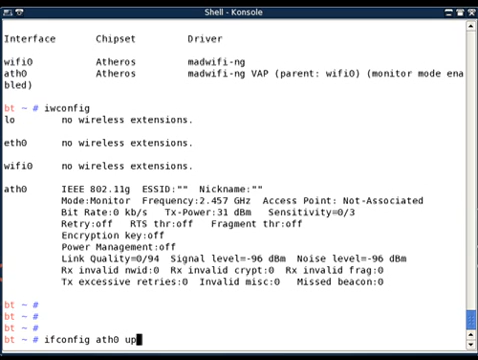 Shell - Konsole
Interface Chipset Driver
wifi0 Atheros madwifi-ng
ath0 Atheros madwifi-ng VAP (parent: wifi0) (monitor mode ena
bled)
bt ~ # iwconfig
lo no wireless extensions.
eth0 no wireless extensions.
wifi0 no wireless extensions.
ath0 IEEE 802.11g ESSID:"" Nickname:""
Mode:Monitor Frequency:2.457 GHz Access Point: Not-Associated
Bit Rate:0 kb/s Tx-Power:31 dBm Sensitivity=0/3
Retry:off RTS thr:off Fragment thr:off
Encryption key:off
Power Management:off
Link Quality=0/94 Signal level=-96 dBm Noise level=-96 dBm
Rx invalid nwid:0 Rx invalid crypt:0 Rx invalid frag:0
Tx excessive retries:0 Invalid misc:0 Missed beacon:0
bt ~ #
bt ~ #
bt ~ #
bt ~ # ifconfig ath0 up